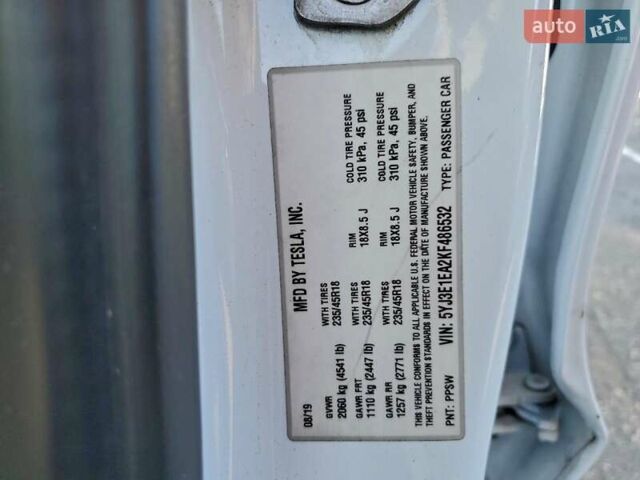 auto RIA
.com
MFD BY TESLA, INC.
08/19
GVWR WITH TIRES RIM COLD TIRE PRESSURE
2060 kg (4541 lb) 235/45R18 18X8.5 J 310 kPa, 45 psi
GAWR FRT WITH TIRES
1110 kg (2447 lb) 235/45R18
GAWR RR WITH TIRES RIM COLD TIRE PRESSURE
1257 kg (2771 lb) 235/45R18 18X8.5 J 310 kPa, 45 psi
THIS VEHICLE CONFORMS TO ALL APPLICABLE U.S. FEDERAL MOTOR VEHICLE SAFETY, BUMPER, AND
THEFT PREVENTION STANDARDS IN EFFECT ON THE DATE OF MANUFACTURE SHOWN ABOVE.
VIN: 5YJ3E1EA2KF486532
PNT: PPSW TYPE: PASSENGER CAR